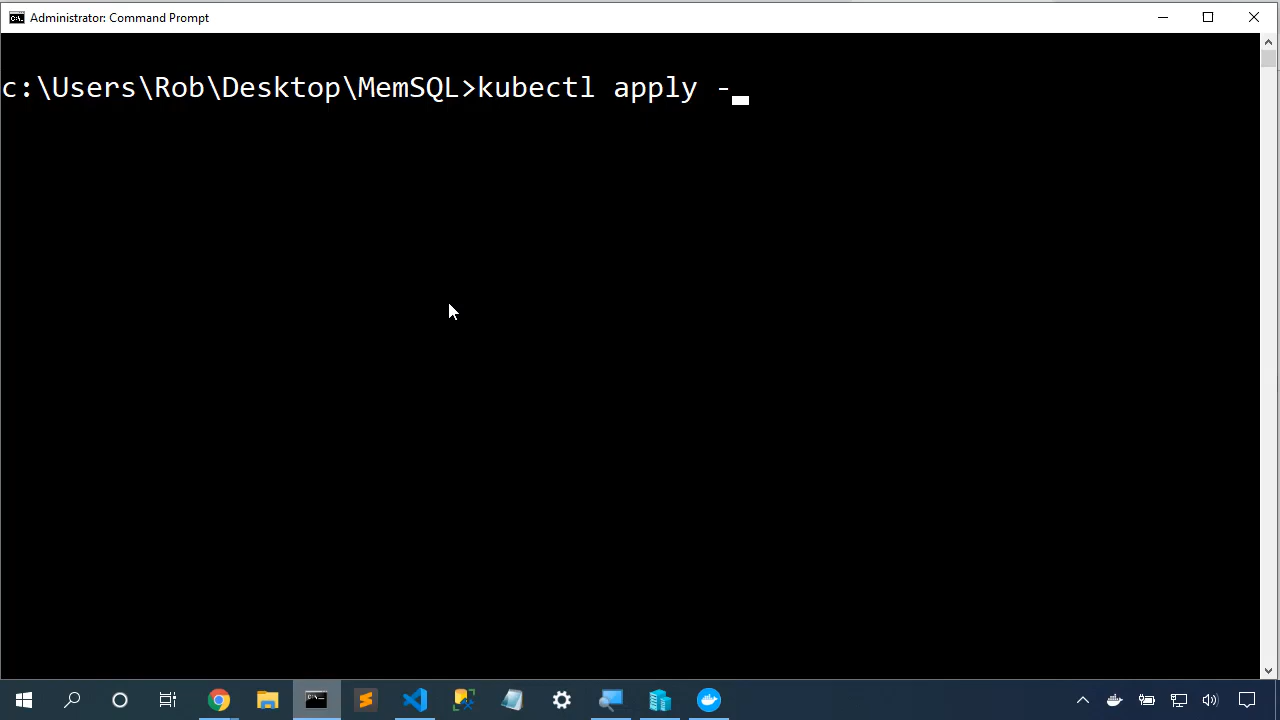 Administrator: Command Prompt
c:\Users\Rob\Desktop\MemSQL>kubectl apply -